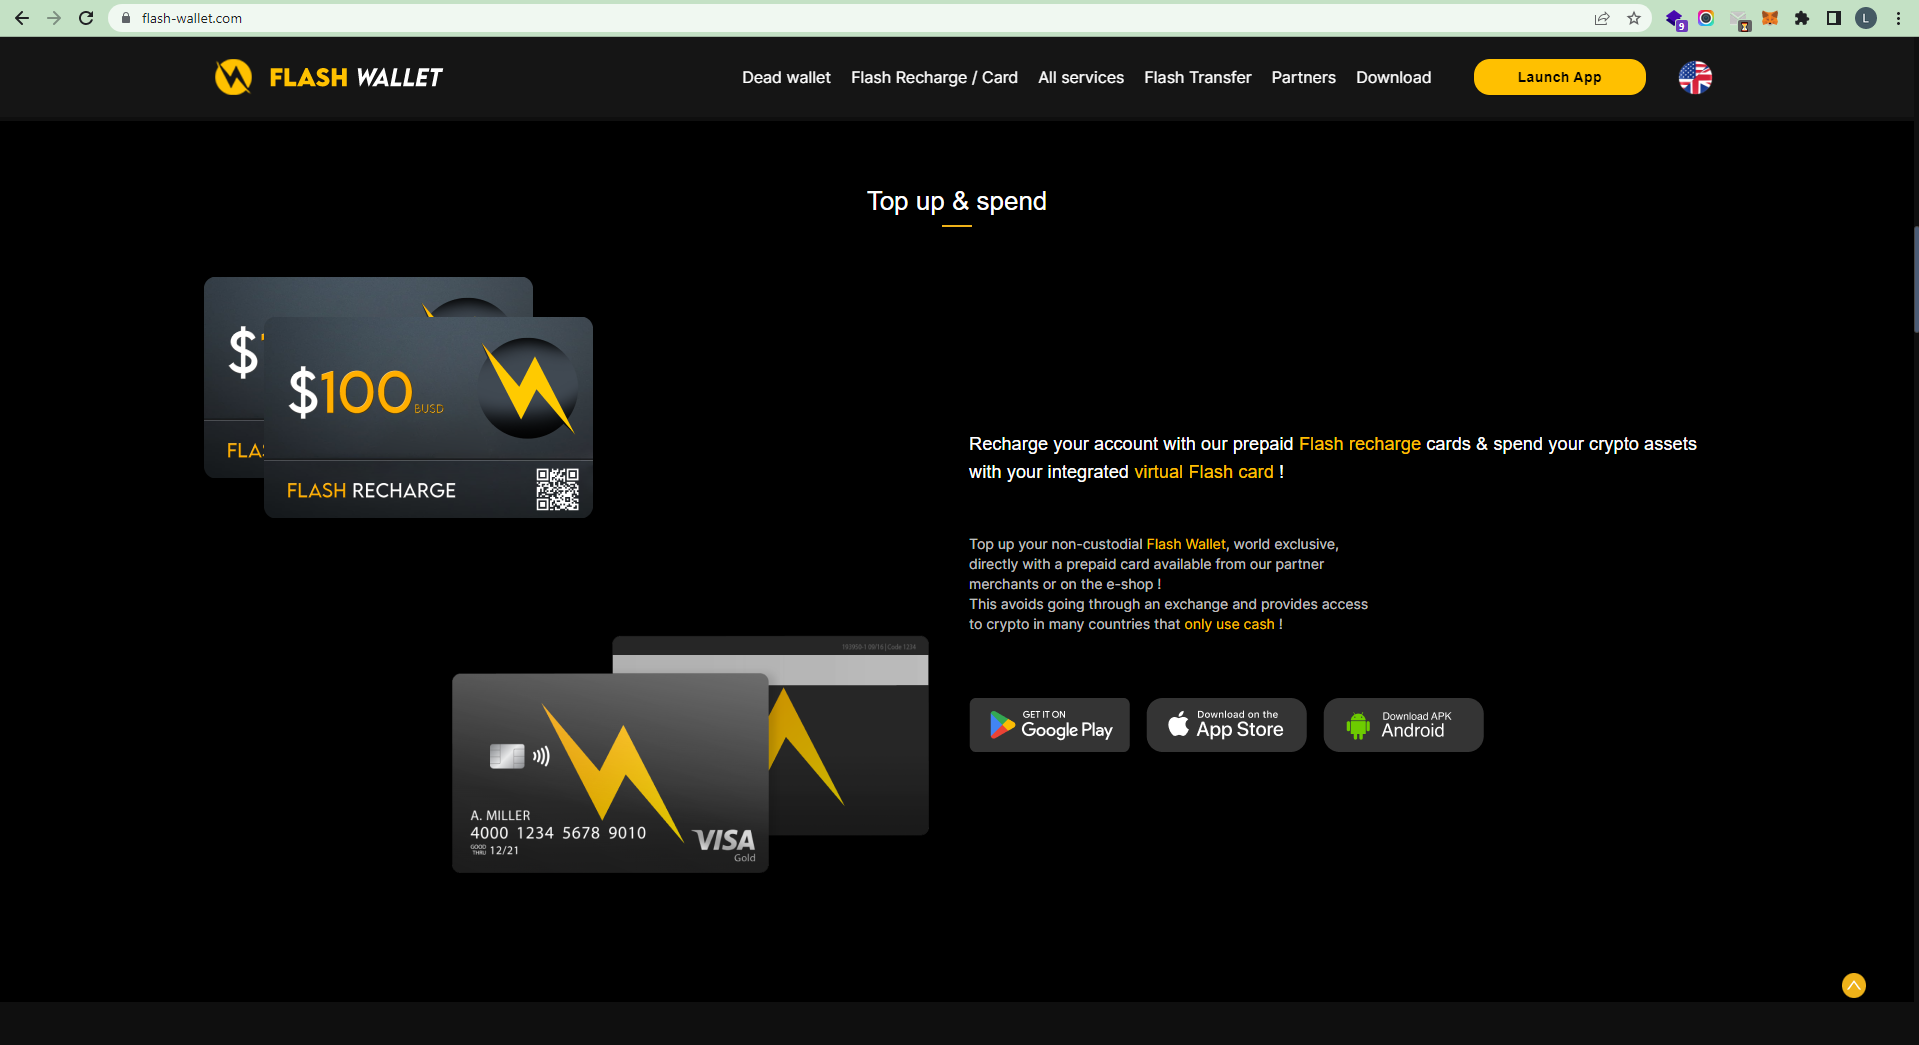 flash-wallet.com
9
L
FLASH WALLET
Dead wallet
Flash Recharge / Card
All services
Flash Transfer
Partners
Download
Launch App
Top up & spend
$
$100 BUSD
FLA
FLASH RECHARGE
Recharge your account with our prepaid Flash recharge cards & spend your crypto assets
with your integrated virtual Flash card !
Top up your non-custodial Flash Wallet, world exclusive,
directly with a prepaid card available from our partner
merchants or on the e-shop !
This avoids going through an exchange and provides access
to crypto in many countries that only use cash !
GET IT ON
Google Play
Download on the
App Store
Download APK
Android
A. MILLER
4000 1234 5678 9010
GOOD
THRU 12/21
VISA
Gold